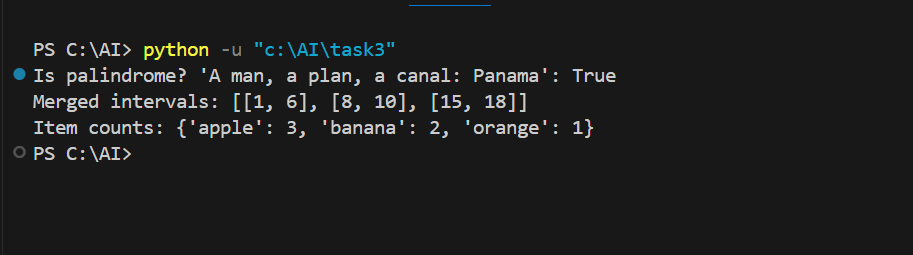 PS C:\AI> python -u "c:\AI\task3"
Is palindrome? 'A man, a plan, a canal: Panama': True
Merged intervals: [[1, 6], [8, 10], [15, 18]]
Item counts: {'apple': 3, 'banana': 2, 'orange': 1}
PS C:\AI>